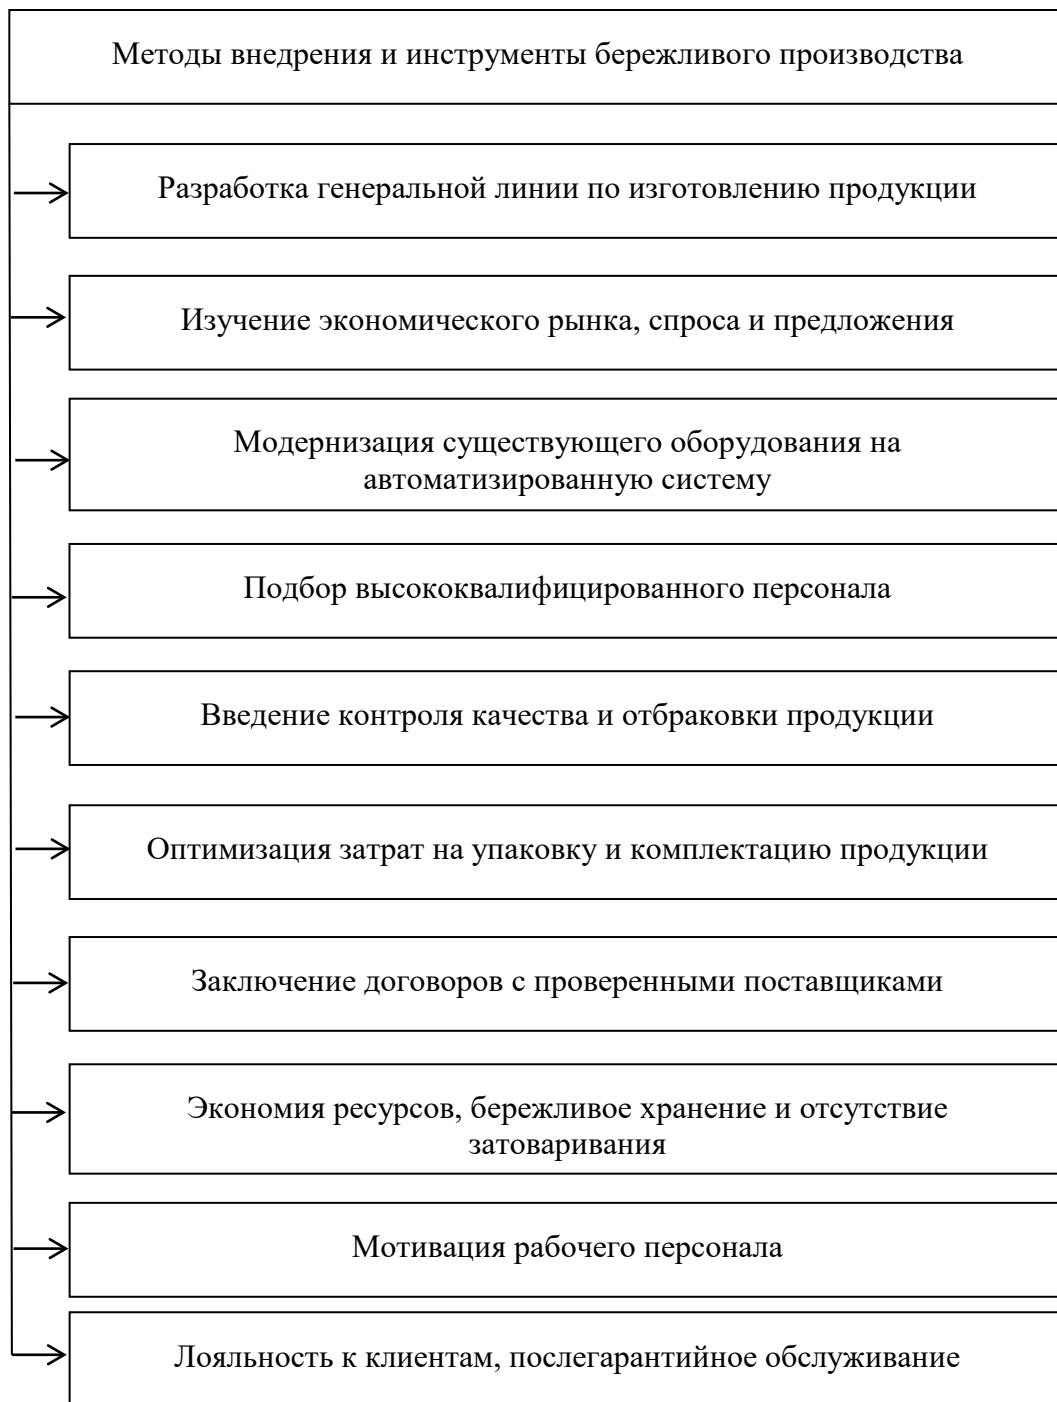 Методы внедрения и инструменты бережливого производства
Разработка генеральной линии по изготовлению продукции
Изучение экономического рынка, спроса и предложения
Модернизация существующего оборудования на
автоматизированную систему
Подбор высококвалифицированного персонала
Введение контроля качества и отбраковки продукции
Оптимизация затрат на упаковку и комплектацию продукции
Заключение договоров с проверенными поставщиками
Экономия ресурсов, бережливое хранение и отсутствие
затоваривания
Мотивация рабочего персонала
Лояльность к клиентам, послегарантийное обслуживание